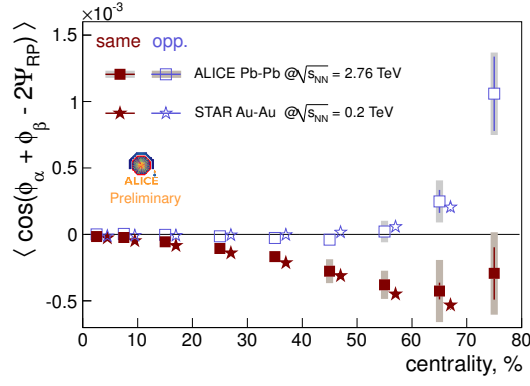 ×10⁻³
same opp.
ALICE Pb-Pb @√sNN = 2.76 TeV
STAR Au-Au @√sNN = 0.2 TeV
ALICE
Preliminary
⟨ cos(ϕα + ϕβ - 2ΨRP) ⟩
1.5
1
0.5
0
-0.5
0 10 20 30 40 50 60 70 80
centrality, %